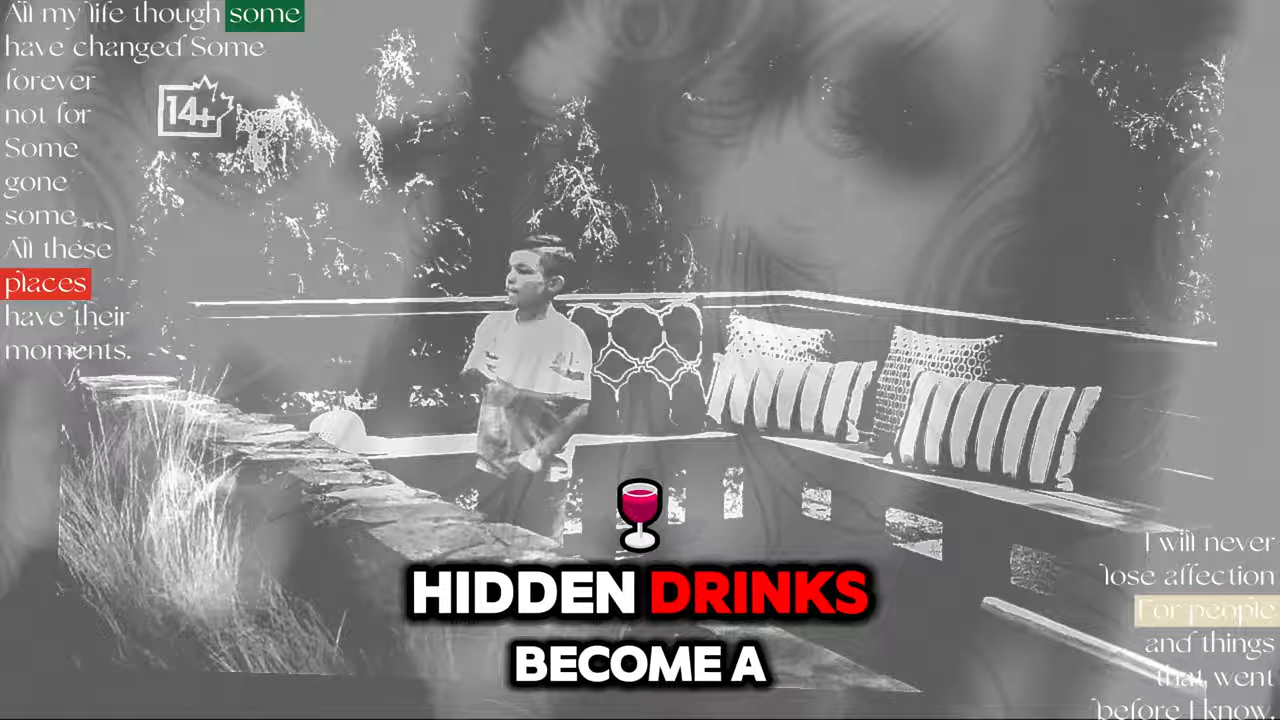 All my life though some
have changed Some
forever
not for
Some
gone
some
All these
places
have their
moments.
14+
HIDDEN DRINKS
BECOME A
I will never
lose affection
For people
and things
that went
before I know